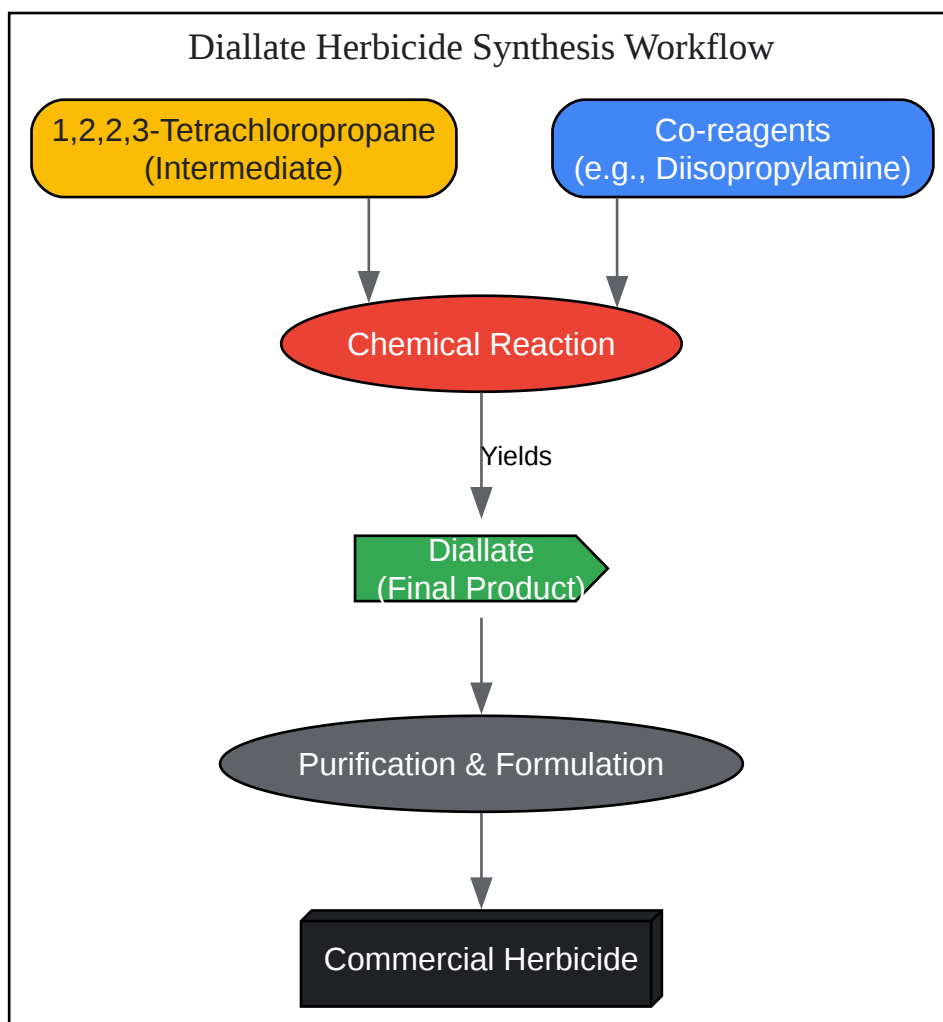 Diallate Herbicide Synthesis Workflow
1,2,2,3-Tetrachloropropane
(Intermediate)
Co-reagents
(e.g., Diisopropylamine)
Chemical Reaction
Yields
Diallate
(Final Product)
Purification & Formulation
Commercial Herbicide